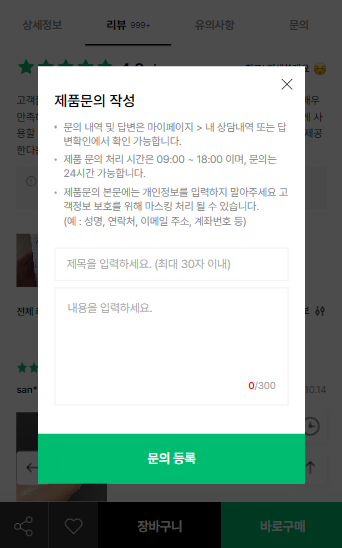 상세정보 리뷰 999+ 유의사항 문의
고객
매우
만족해
에 사
사용할
제공
한다
제품문의 작성
• 문의 내역 및 답변은 마이페이지 > 내 상담내역 또는 답
변확인에서 확인 가능합니다.
• 제품 문의 처리 시간은 09:00 ~ 18:00 이며, 문의는
24시간 가능합니다.
• 제품문의 본문에는 개인정보를 입력하지 말아주세요 고
객정보 보호를 위해 마스킹 처리 될 수 있습니다.
(예 : 성명, 연락처, 이메일 주소, 계좌번호 등)
제목을 입력하세요. (최대 30자 이내)
내용을 입력하세요.
전체
0/300
san*
10.14
문의 등록
장바구니 바로구매